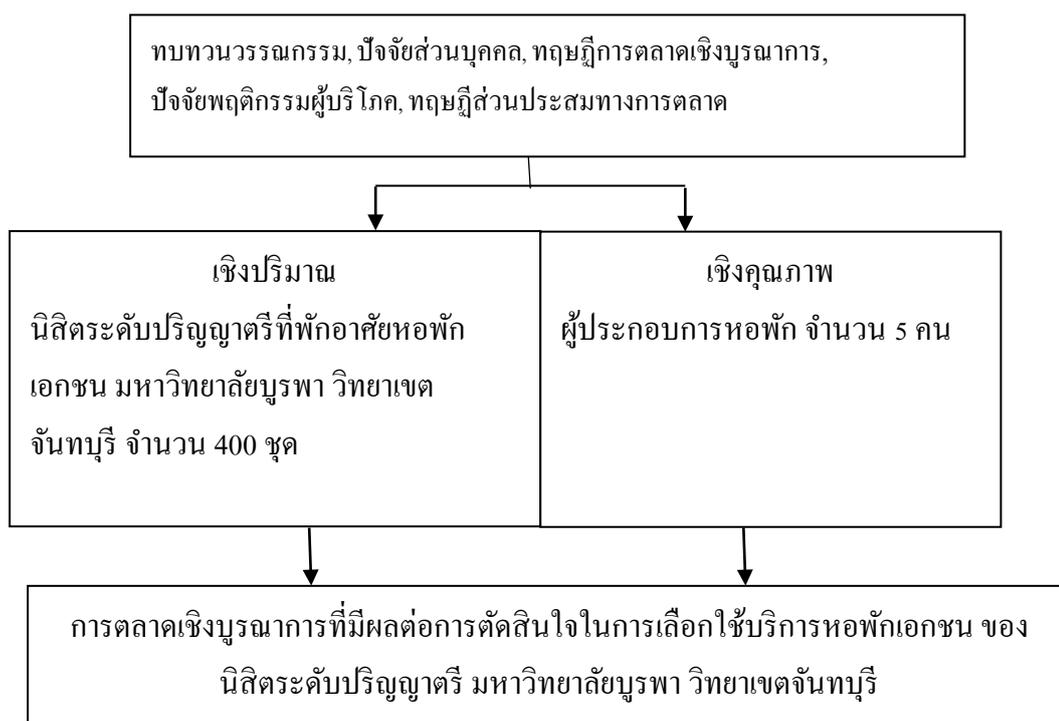 ทบทวนวรรณกรรม, ปัจจัยส่วนบุคคล, ทฤษฎีการตลาดเชิงบูรณาการ,
ปัจจัยพฤติกรรมผู้บริโภค, ทฤษฎีส่วนประสมทางการตลาด
เชิงปริมาณ
นิสิตระดับปริญญาตรีที่พักอาศัยหอพัก
เอกชน มหาวิทยาลัยบูรพา วิทยาเขต
จันทบุรี จำนวน 400 ชุด
เชิงคุณภาพ
ผู้ประกอบการหอพัก จำนวน 5 คน
การตลาดเชิงบูรณาการที่มีผลต่อการตัดสินใจในการเลือกใช้บริการหอพักเอกชน ของ
นิสิตระดับปริญญาตรี มหาวิทยาลัยบูรพา วิทยาเขตจันทบุรี